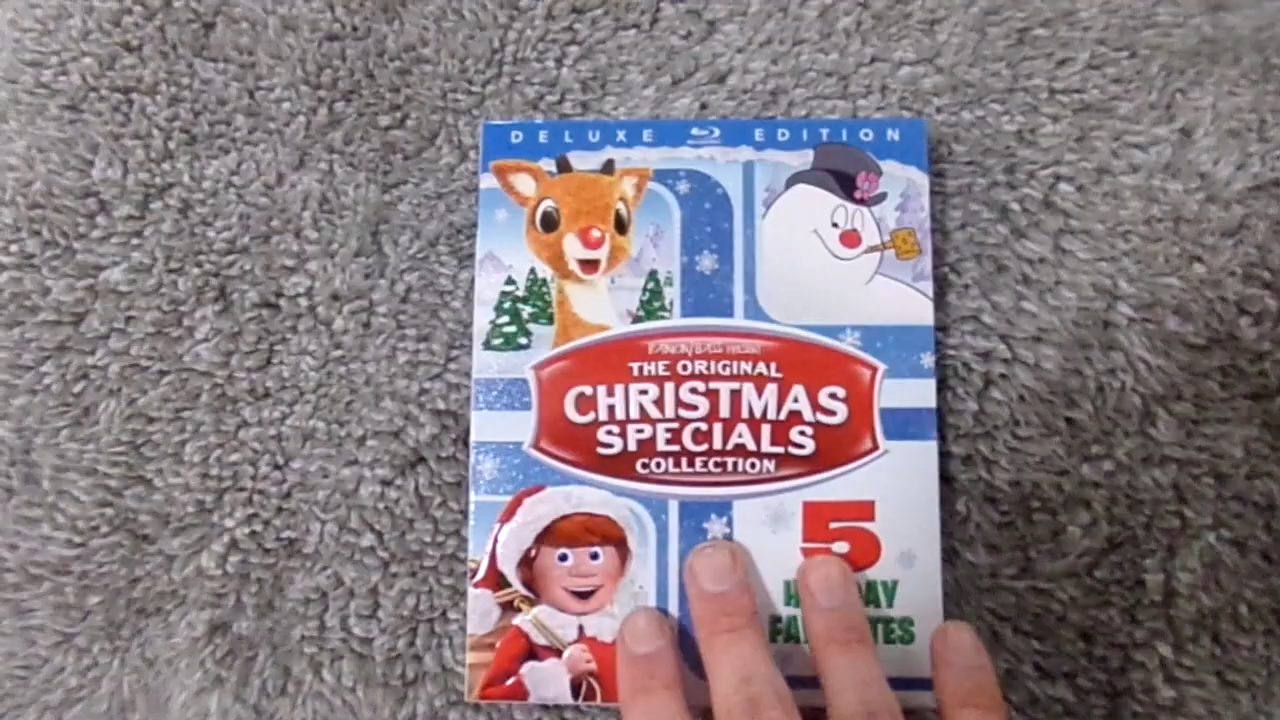 DELUXE EDITION
THE ORIGINAL
CHRISTMAS
SPECIALS
COLLECTION
5